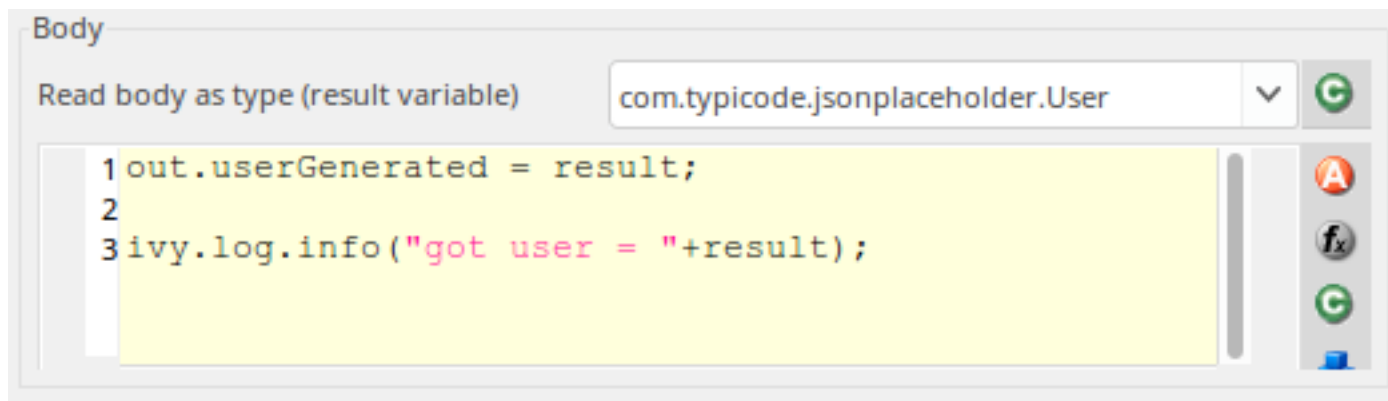 Body
Read body as type (result variable) com.typicode.jsonplaceholder.User C
1 out.userGenerated = result; A
2
3 ivy.log.info("got user = "+result); fx
C